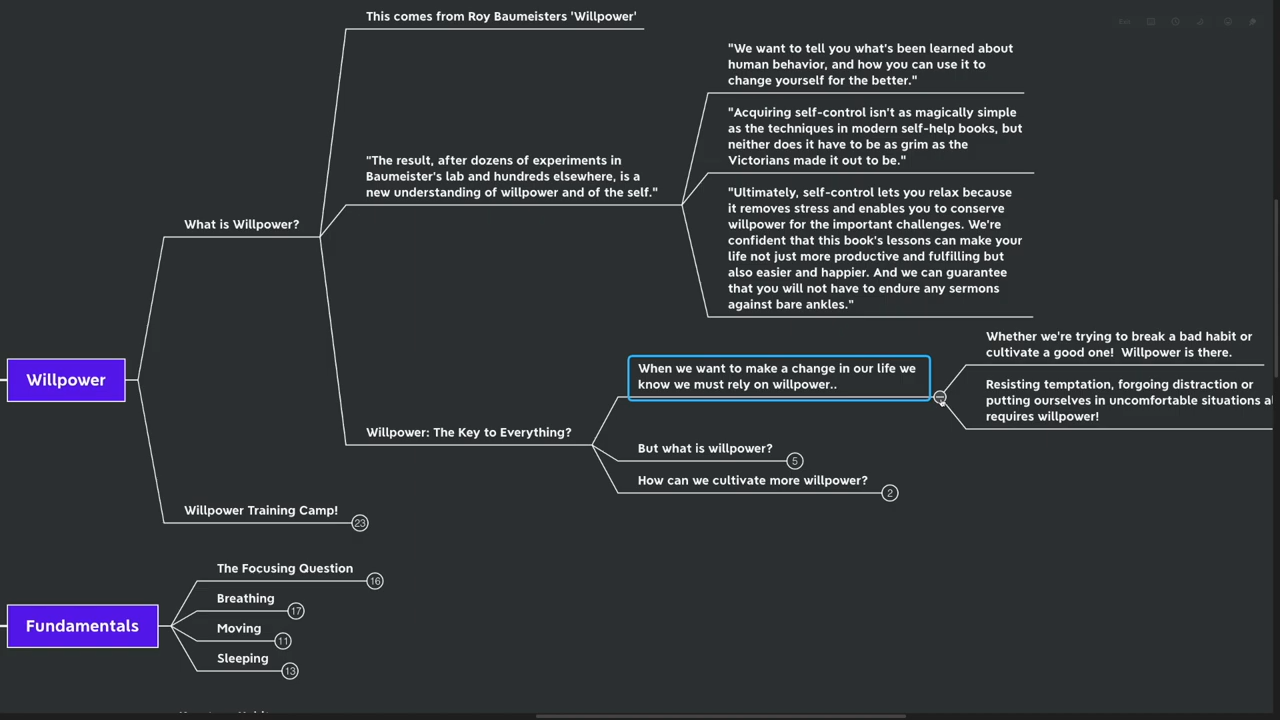 This comes from Roy Baumeisters 'Willpower'
"We want to tell you what's been learned about
human behavior, and how you can use it to
change yourself for the better."
"Acquiring self-control isn't as magically simple
as the techniques in modern self-help books, but
neither does it have to be as grim as the
Victorians made it out to be."
"The result, after dozens of experiments in
Baumeister's lab and hundreds elsewhere, is a
new understanding of willpower and of the self."
"Ultimately, self-control lets you relax because
it removes stress and enables you to conserve
willpower for the important challenges. We're
confident that this book's lessons can make your
life not just more productive and fulfilling but
also easier and happier. And we can guarantee
that you will not have to endure any sermons
against bare ankles."
What is Willpower?
Whether we're trying to break a bad habit or
cultivate a good one!  Willpower is there.
When we want to make a change in our life we
know we must rely on willpower..
Resisting temptation, forgoing distraction or
putting ourselves in uncomfortable situations
requires willpower!
Willpower
Willpower: The Key to Everything?
But what is willpower?
5
How can we cultivate more willpower?
2
Willpower Training Camp!
23
The Focusing Question
16
Breathing
17
Fundamentals
Moving
11
Sleeping
13